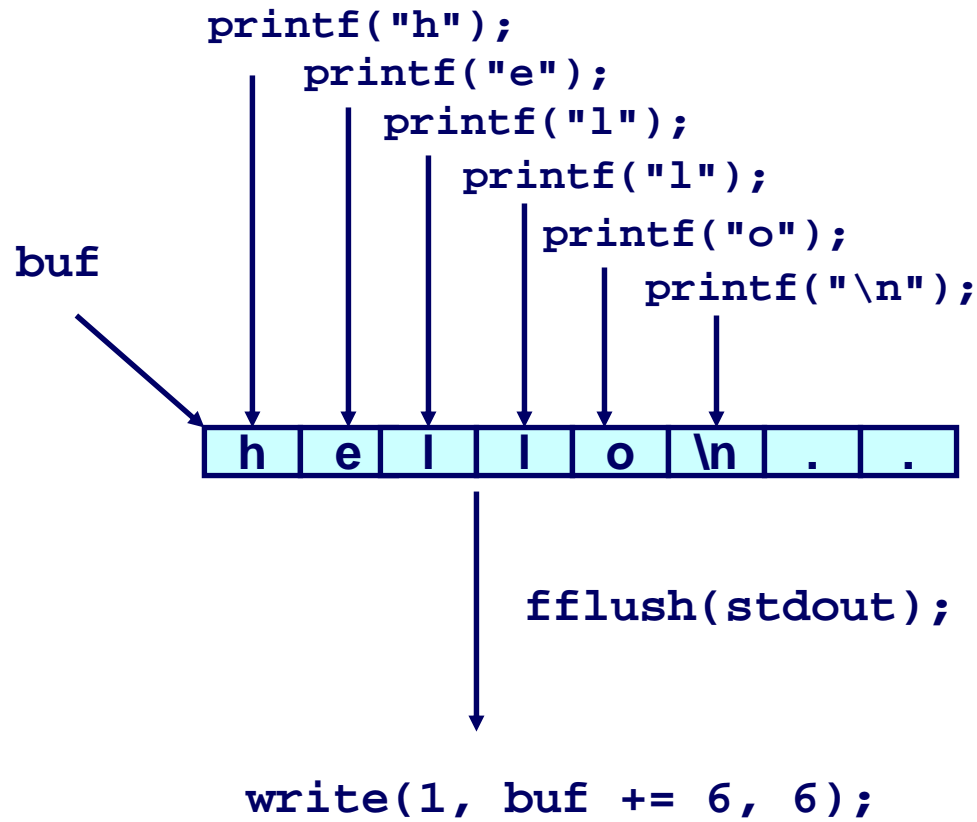 printf("h");
printf("e");
printf("l");
printf("l");
printf("o");
buf
printf("\n");
h e l l o \n . .
fflush(stdout);
write(1, buf += 6, 6);